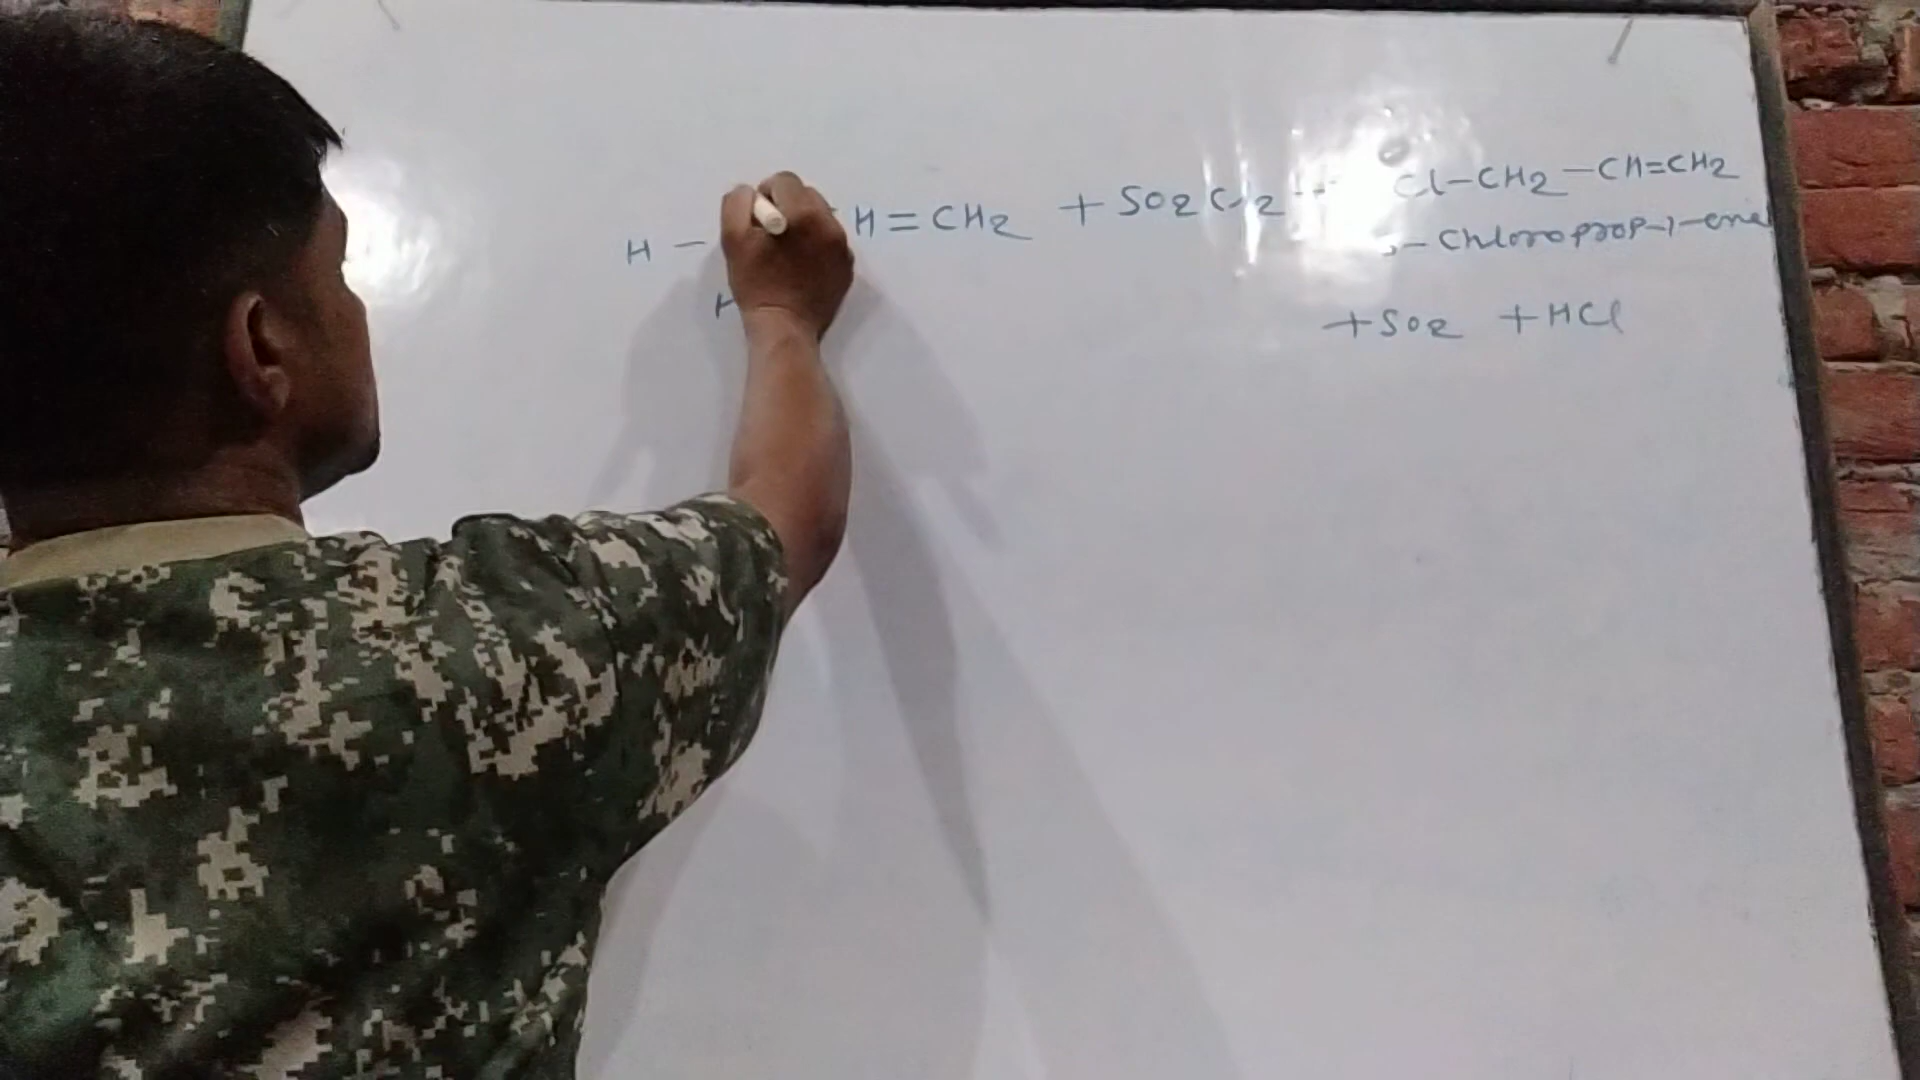 H - H=CH2 + SO2Cl2 Cl-CH2-CH=CH2
-Chloroprop-1-ene
H
+SO2 +HCl